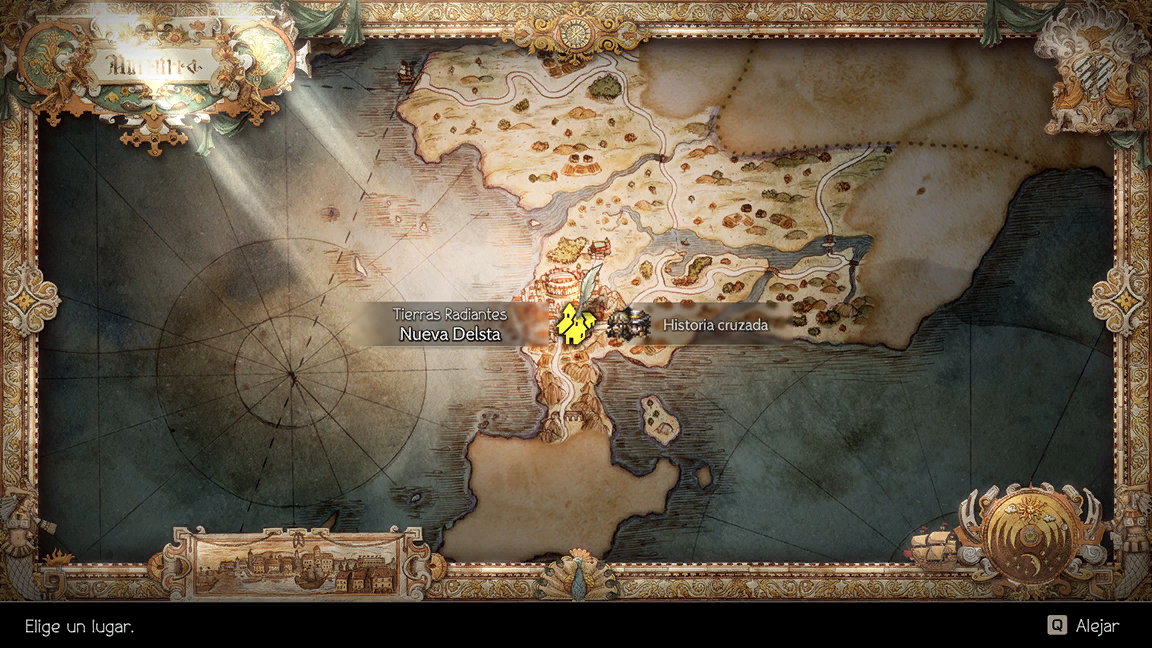 Tierras Radiantes
Nueva Delsta
Historia cruzada
Elige un lugar.
Q Alejar